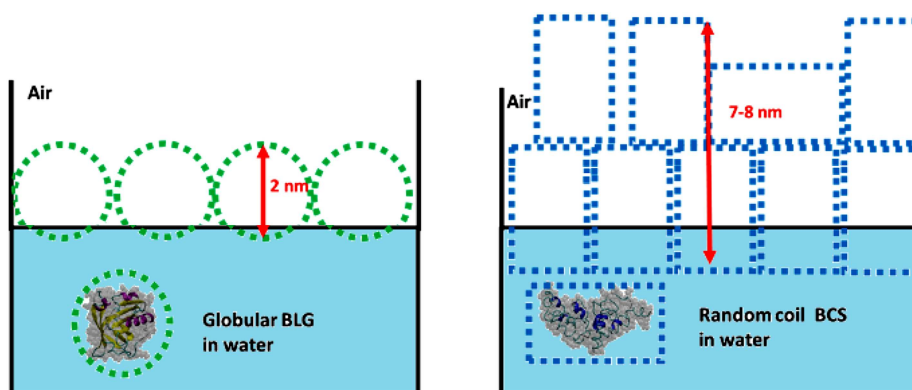 Air
2 nm
Globular BLG
in water
Air
7-8 nm
Random coil BCS
in water